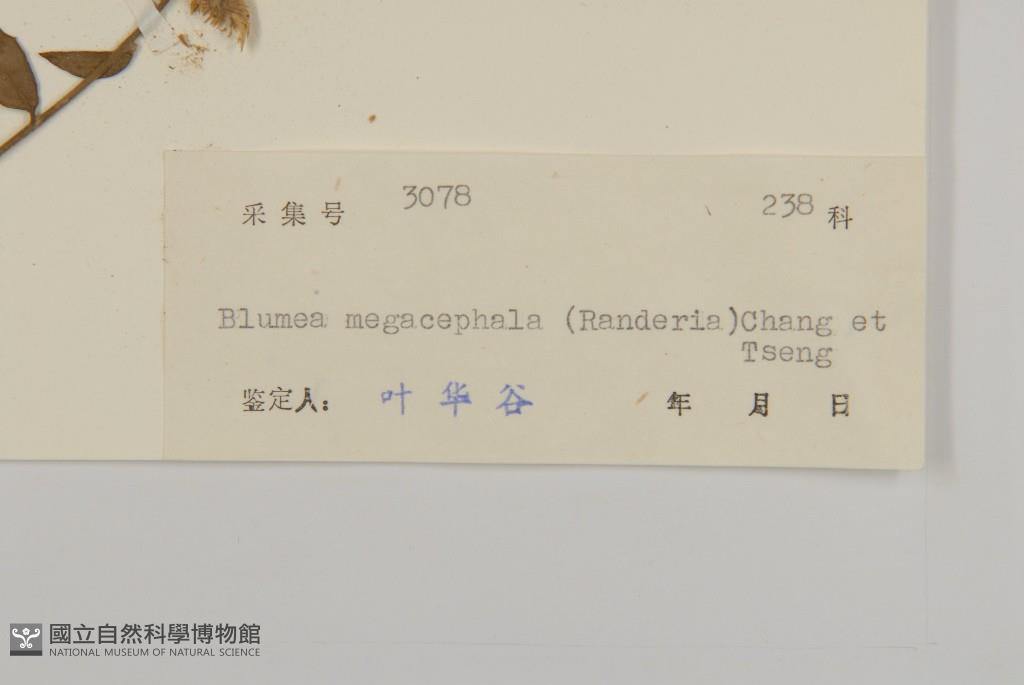 采集号 3078 238 科
Blumea megacephala (Randeria)Chang et
Tseng
鉴定人: 叶华谷 年 月 日
國立自然科學博物館
NATIONAL MUSEUM OF NATURAL SCIENCE